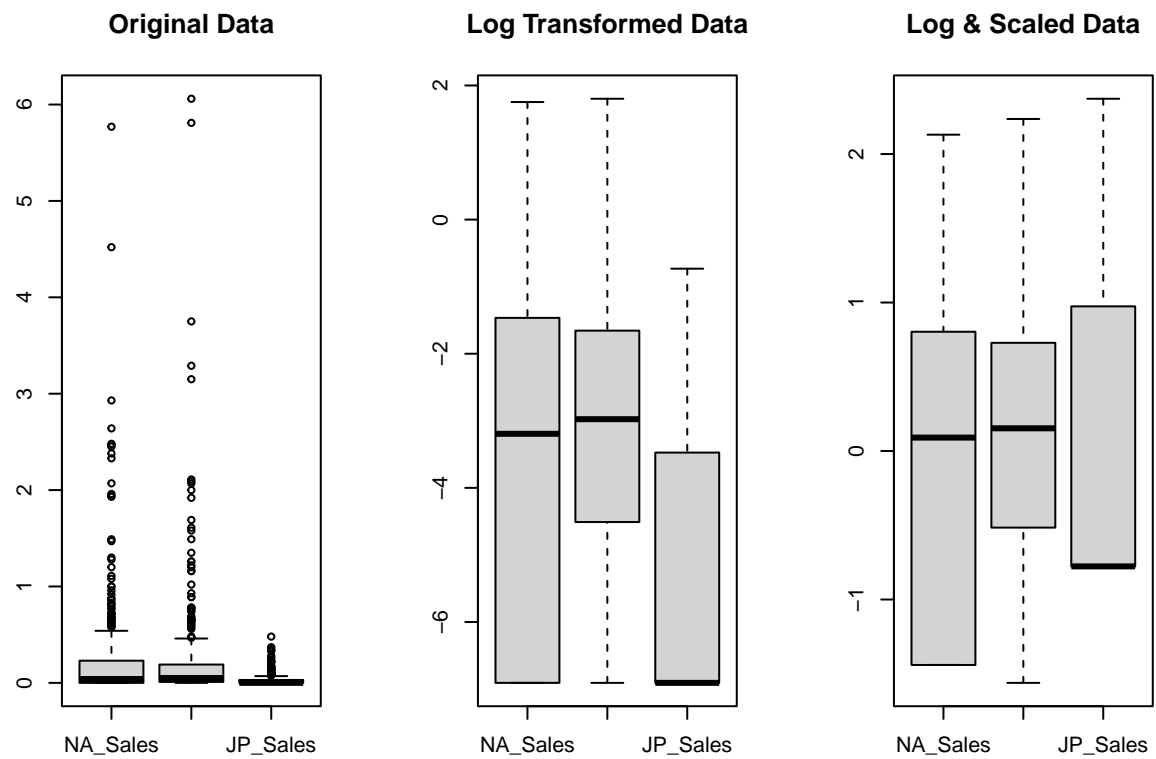 Original Data
6
5
4
3
2
1
0
NA_Sales JP_Sales
Log Transformed Data
2
0
−2
−4
−6
NA_Sales JP_Sales
Log & Scaled Data
2
1
0
−1
NA_Sales JP_Sales